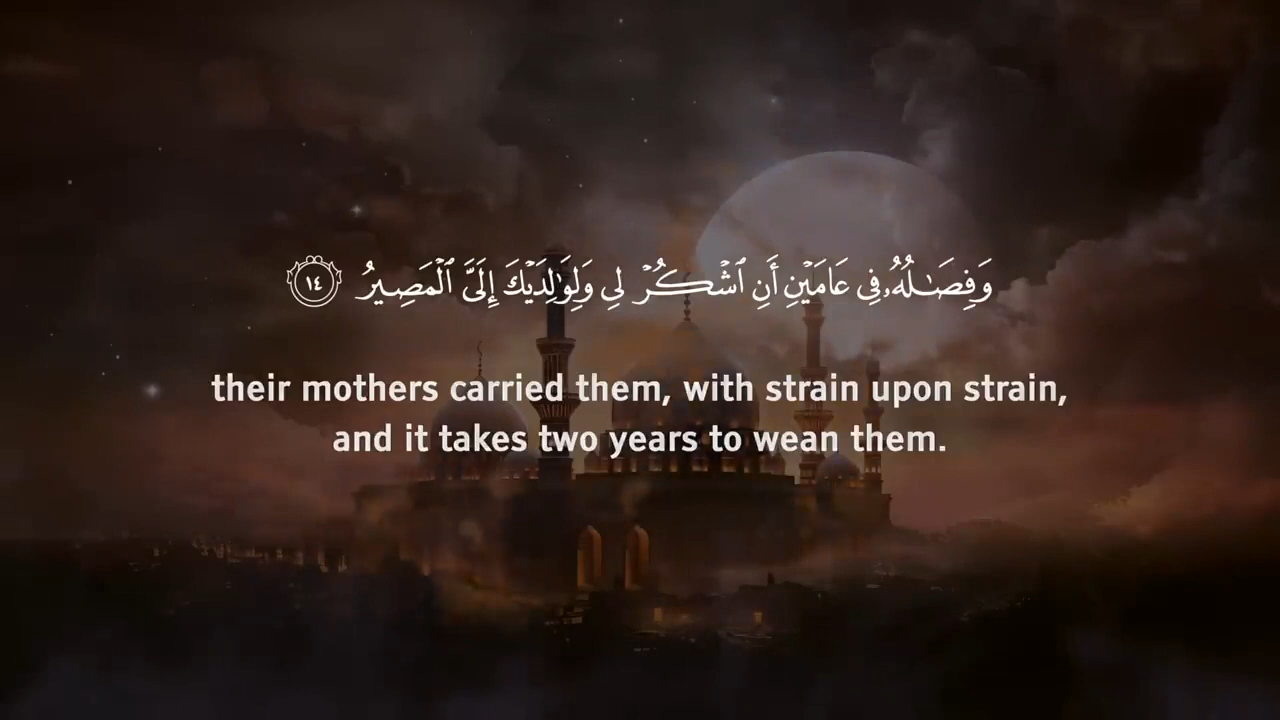 وَفِصَـٰلُهُۥ فِى عَامَيْنِ أَنِ ٱشْكُرْ لِى وَلِوَٰلِدَيْكَ إِلَىَّ ٱلْمَصِيرُ ١٤
their mothers carried them, with strain upon strain,
and it takes two years to wean them.